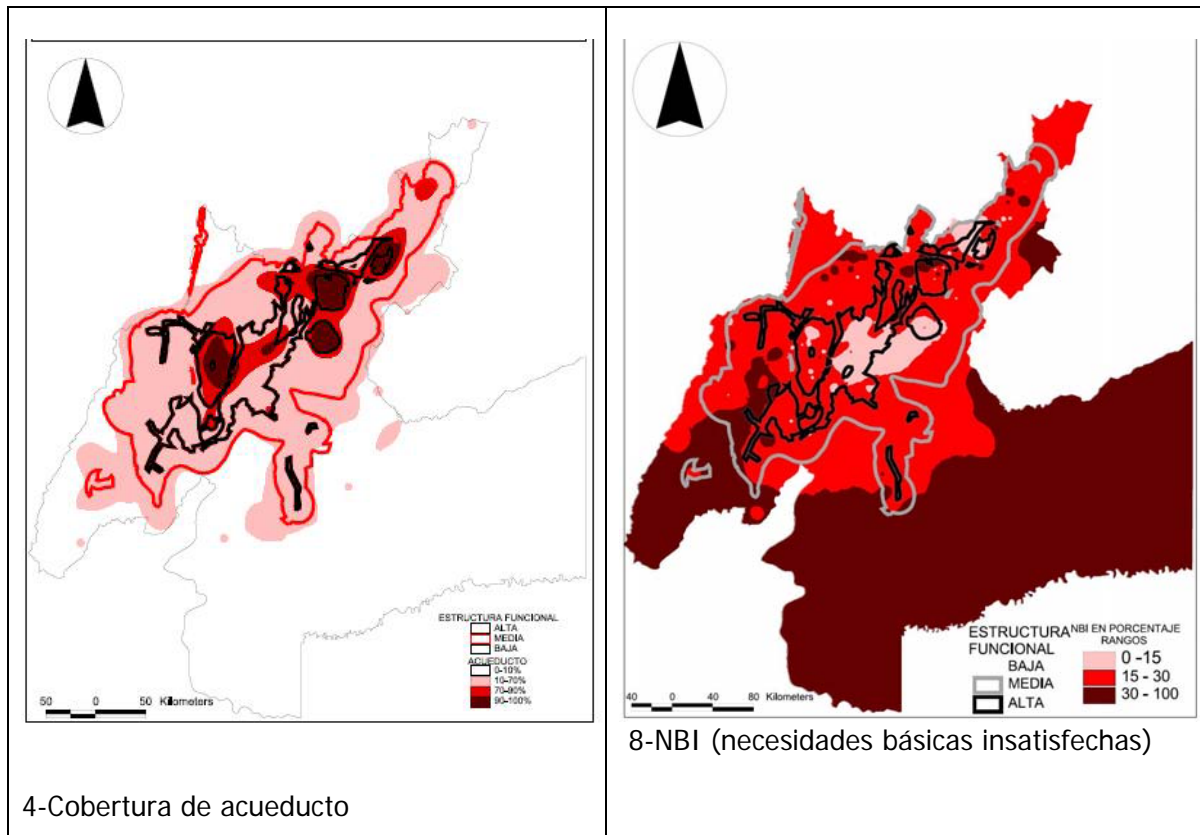 ESTRUCTURA FUNCIONAL
ALTA
MEDIA
BAJA
ACUEDUCTO
0-10%
10-70%
70-90%
90-100%
50 0 50 Kilometers
4-Cobertura de acueducto
ESTRUCTURA
FUNCIONAL
BAJA
MEDIA
ALTA
NBI EN PORCENTAJE
RANGOS
0 -15
15 - 30
30 - 100
40 0 40 80 Kilometers
8-NBI (necesidades básicas insatisfechas)